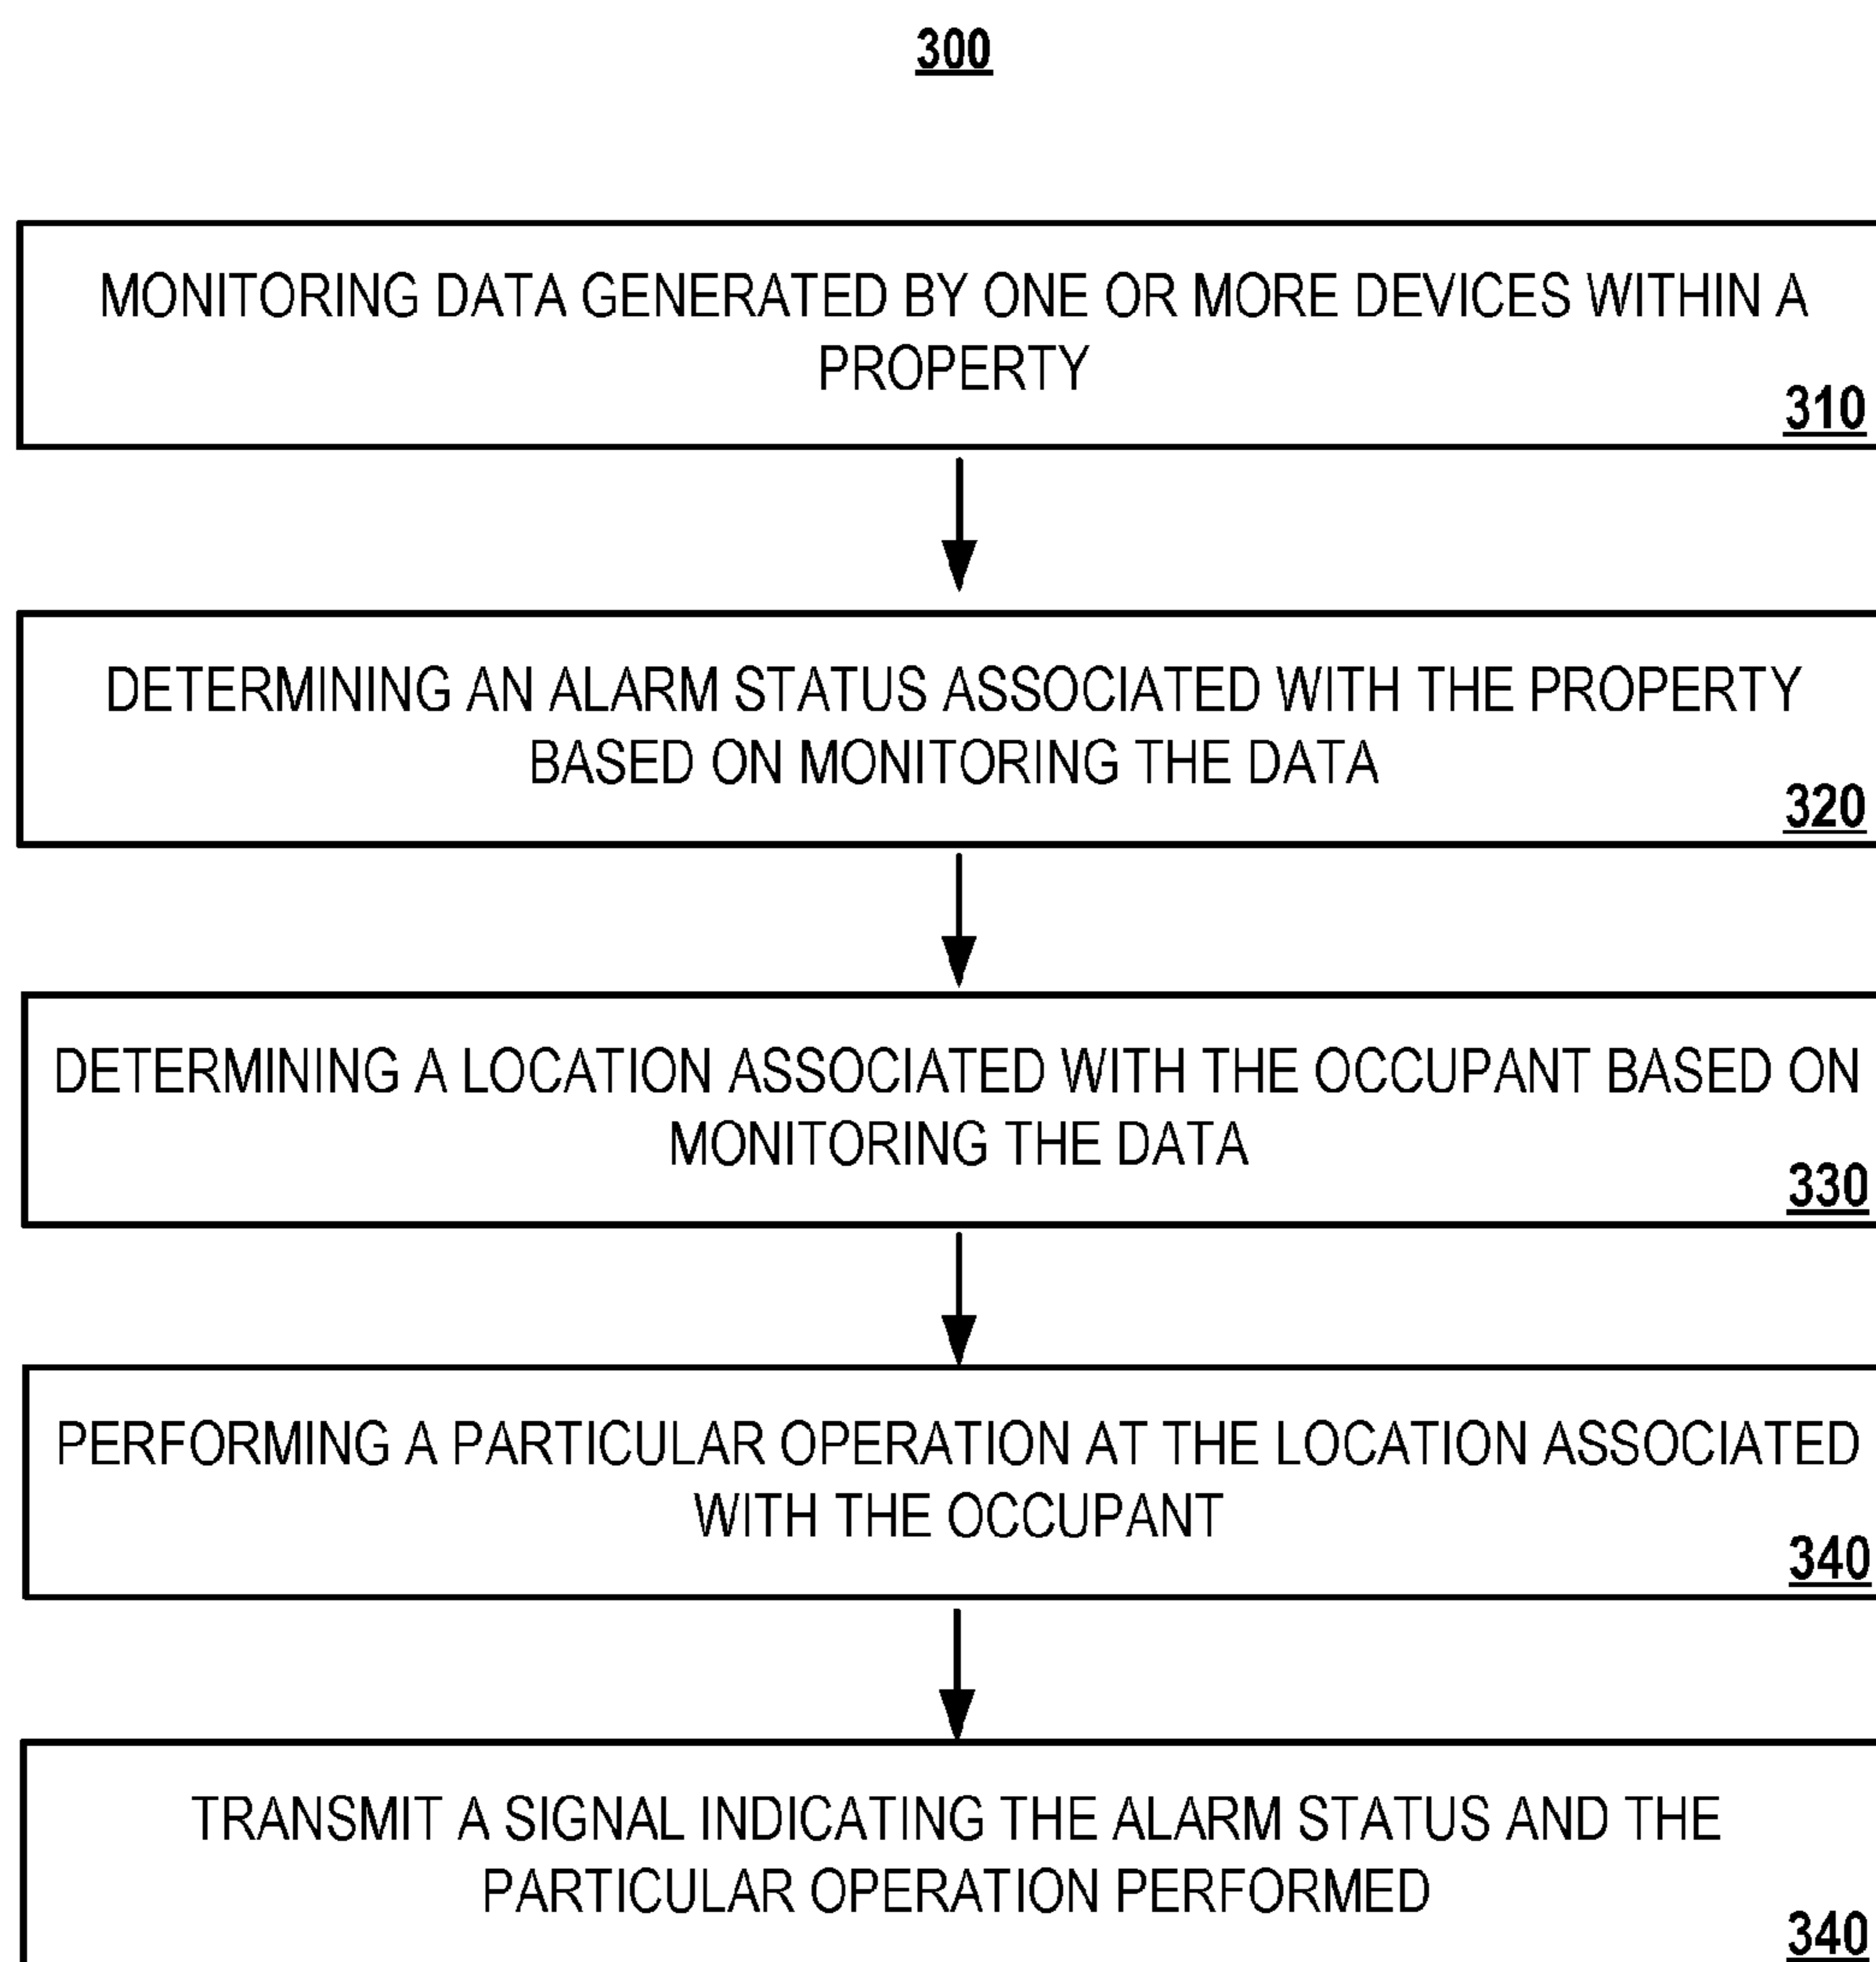 300
MONITORING DATA GENERATED BY ONE OR MORE DEVICES WITHIN A
PROPERTY
310
DETERMINING AN ALARM STATUS ASSOCIATED WITH THE PROPERTY
BASED ON MONITORING THE DATA
320
DETERMINING A LOCATION ASSOCIATED WITH THE OCCUPANT BASED ON
MONITORING THE DATA
330
PERFORMING A PARTICULAR OPERATION AT THE LOCATION ASSOCIATED
WITH THE OCCUPANT
340
TRANSMIT A SIGNAL INDICATING THE ALARM STATUS AND THE
PARTICULAR OPERATION PERFORMED
340